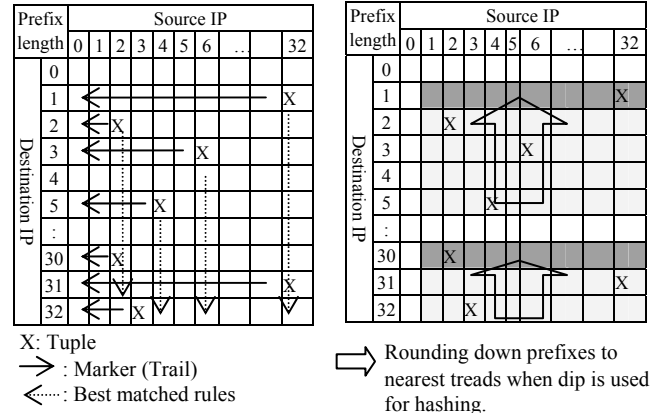 Prefix length Source IP
0 1 2 3 4 5 6 … 32
Destination IP
0
1 X
2 X
3 X
4
5 X
:
30 X
31 X
32 X
X: Tuple
: Marker (Trail)
: Best matched rules
Prefix length Source IP
0 1 2 3 4 5 6 … 32
Destination IP
0
1 X
2 X
3 X
4
5 X
:
30 X
31 X
32 X
Rounding down prefixes to
nearest treads when dip is used
for hashing.